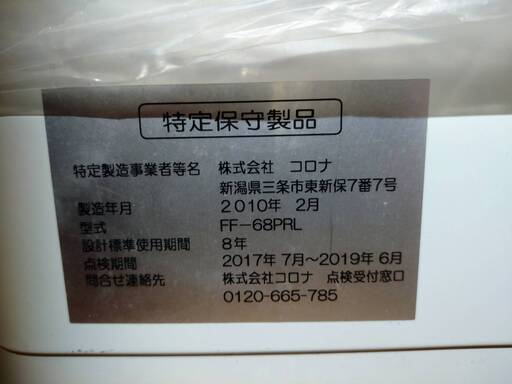 特定保守製品
特定製造事業者等名 株式会社 コロナ
新潟県三条市東新保7番7号
製造年月 2010年 2月
型式 FF-68PRL
設計標準使用期間 8年
点検期間 2017年 7月〜2019年 6月
問合せ連絡先 株式会社コロナ 点検受付窓口
0120-665-785